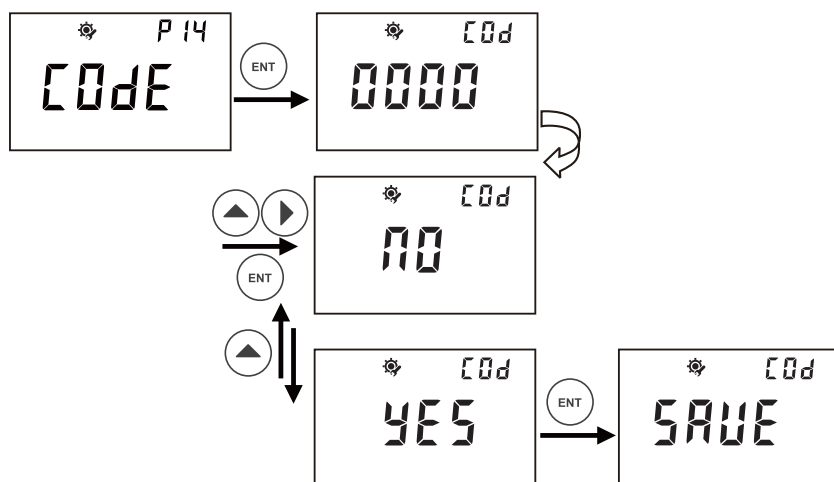 P14
CODE
ENT
COd
0000
COd
NO
ENT
COd
YES
ENT
COd
SAVE